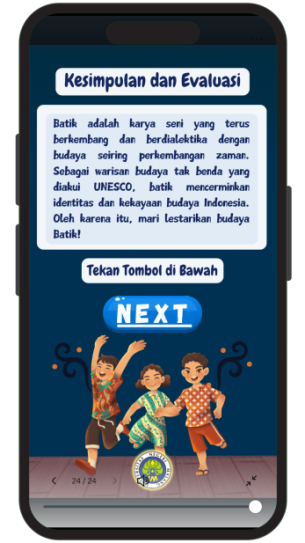 Kesimpulan dan Evaluasi
Batik adalah karya seni yang terus
berkembang dan berdialektika dengan
budaya seiring perkembangan zaman.
Sebagai warisan budaya tak benda yang
diakui UNESCO, batik mencerminkan
identitas dan kekayaan budaya Indonesia.
Oleh karena itu, mari lestarikan budaya
Batik!
Tekan Tombol di Bawah
NEXT
24 / 24